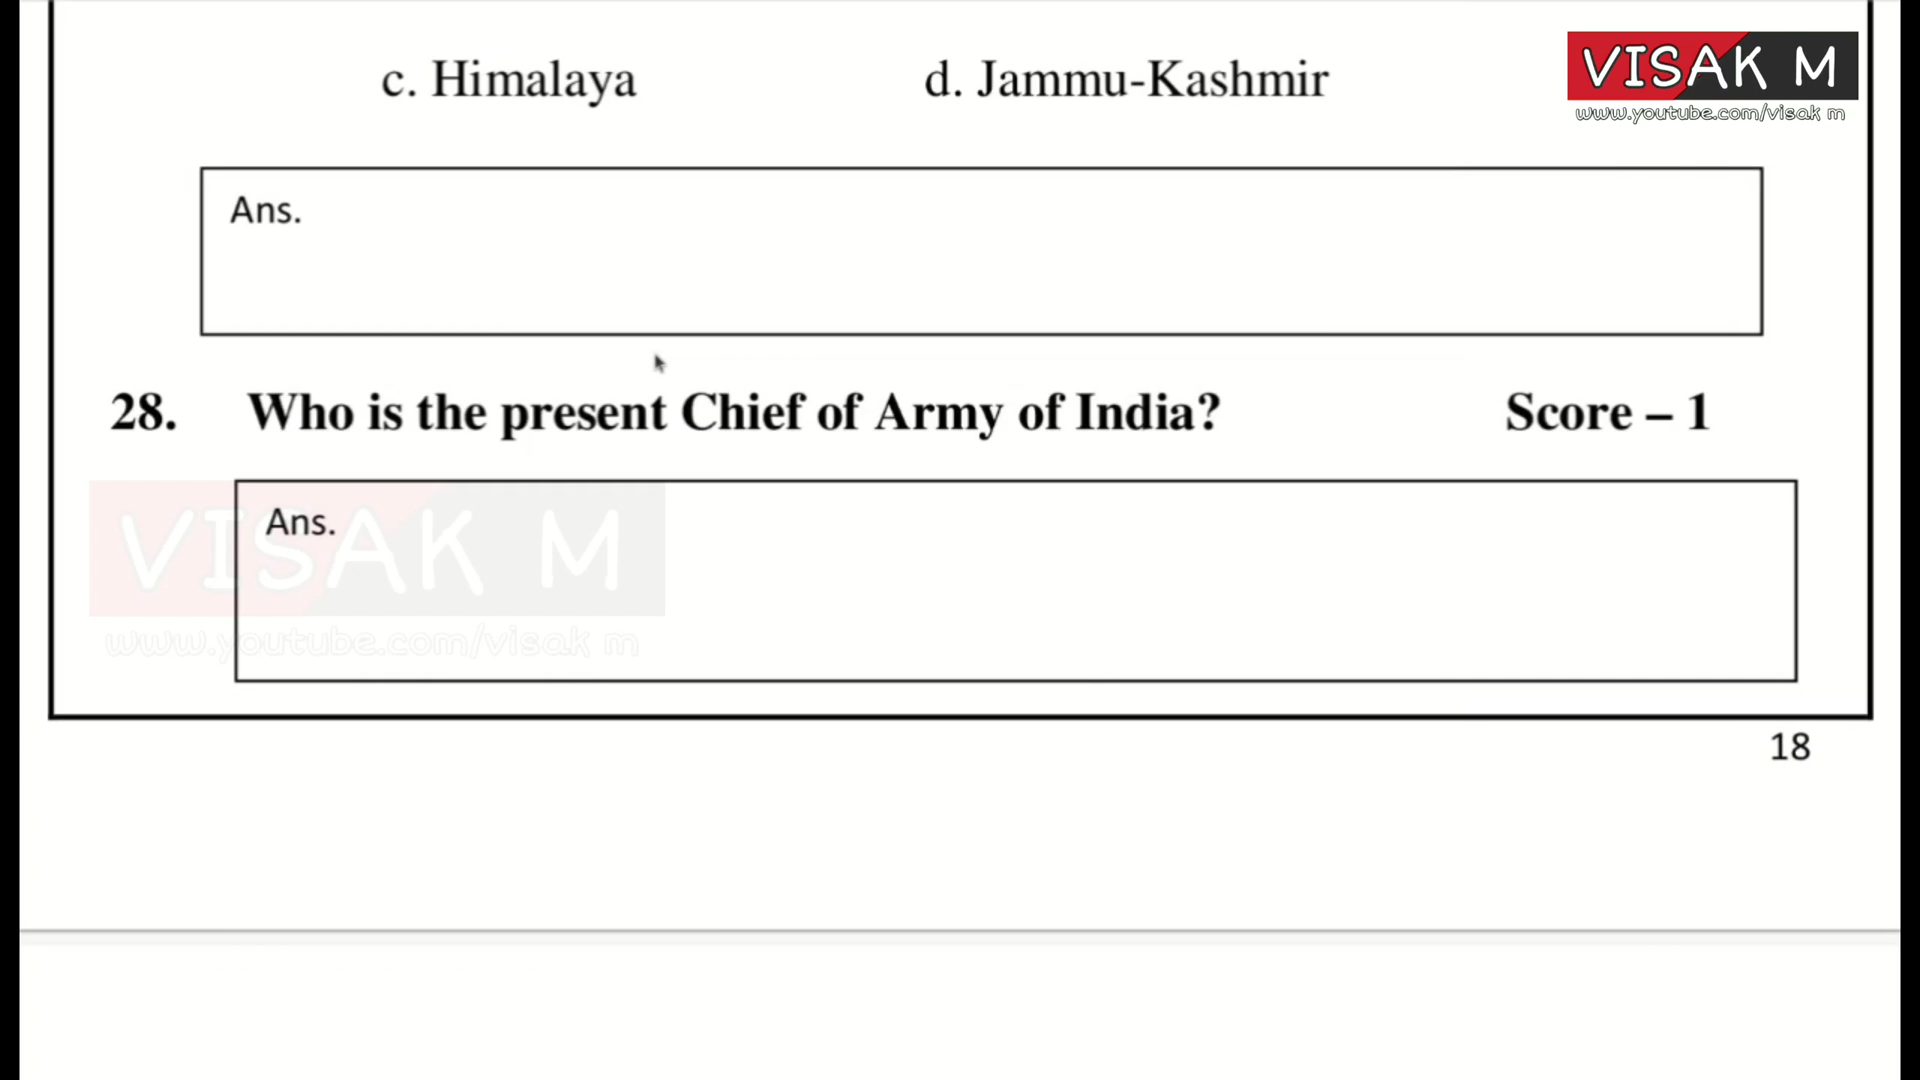 c. Himalaya d. Jammu-Kashmir
VISAK M
www.youtube.com/visak m
Ans.
28. Who is the present Chief of Army of India? Score – 1
Ans.
VISAK M
www.youtube.com/visak m
18